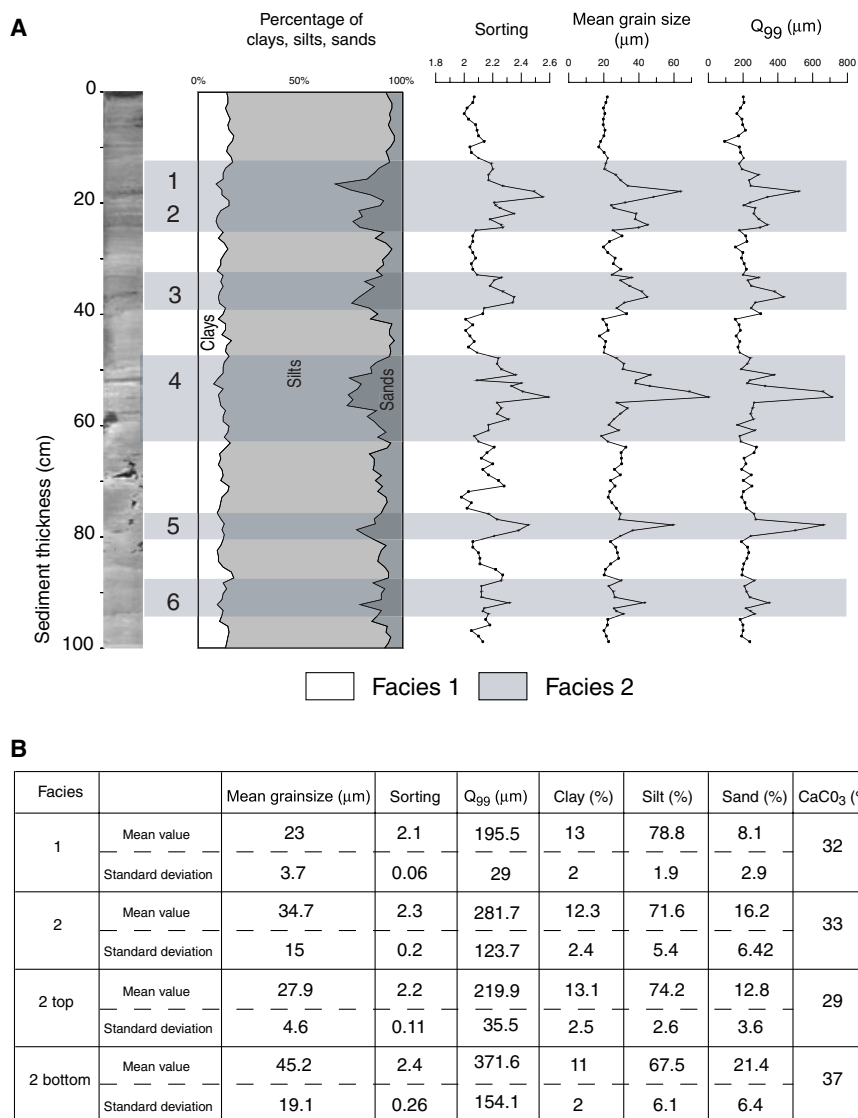 A
Percentage of
clays, silts, sands
Sorting
Mean grain size
(μm)
Q99 (μm)
0% 50% 100%
1.8 2 2.2 2.4 2.6
0 20 40 60
0 200 400 600 800
Sediment thickness (cm)
0
20
40
60
80
100
1
2
3
4
5
6
Clays
Silts
Sands
Facies 1
Facies 2
B
Facies Mean grainsize (μm) Sorting Q99 (μm) Clay (%) Silt (%) Sand (%) CaC0₃ (%
1 Mean value 23 2.1 195.5 13 78.8 8.1 32
Standard deviation 3.7 0.06 29 2 1.9 2.9
2 Mean value 34.7 2.3 281.7 12.3 71.6 16.2 33
Standard deviation 15 0.2 123.7 2.4 5.4 6.42
2 top Mean value 27.9 2.2 219.9 13.1 74.2 12.8 29
Standard deviation 4.6 0.11 35.5 2.5 2.6 3.6
2 bottom Mean value 45.2 2.4 371.6 11 67.5 21.4 37
Standard deviation 19.1 0.26 154.1 2 6.1 6.4